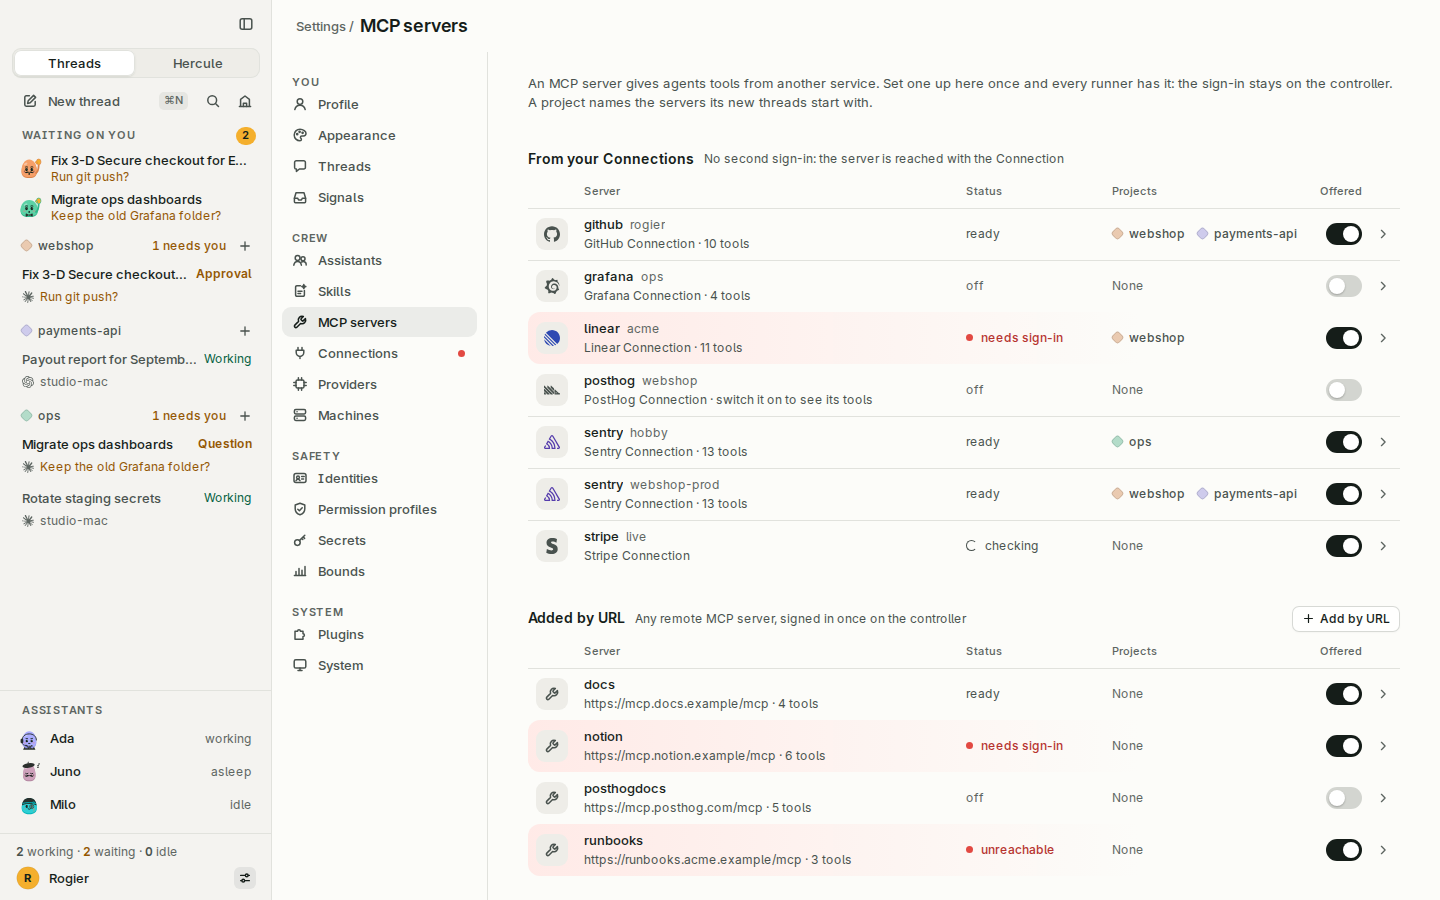 Threads
Hercule
New thread
⌘N
WAITING ON YOU
2
Fix 3-D Secure checkout for E...
Run git push?
Migrate ops dashboards
Keep the old Grafana folder?
webshop
1 needs you
Fix 3-D Secure checkout...
Approval
Run git push?
payments-api
Payout report for Septemb...
Working
studio-mac
ops
1 needs you
Migrate ops dashboards
Question
Keep the old Grafana folder?
Rotate staging secrets
Working
studio-mac
ASSISTANTS
Ada
working
Juno
asleep
Milo
idle
2 working · 2 waiting · 0 idle
R
Rogier
Settings / MCP servers
YOU
Profile
Appearance
Threads
Signals
CREW
Assistants
Skills
MCP servers
Connections
Providers
Machines
SAFETY
Identities
Permission profiles
Secrets
Bounds
SYSTEM
Plugins
System
An MCP server gives agents tools from another service. Set one up here once and every runner has it: the sign-in stays on the controller.
A project names the servers its new threads start with.
From your Connections
No second sign-in: the server is reached with the Connection
Server
Status
Projects
Offered
github rogier
GitHub Connection · 10 tools
ready
webshop
payments-api
grafana ops
Grafana Connection · 4 tools
off
None
linear acme
Linear Connection · 11 tools
needs sign-in
webshop
posthog webshop
PostHog Connection · switch it on to see its tools
off
None
sentry hobby
Sentry Connection · 13 tools
ready
ops
sentry webshop-prod
Sentry Connection · 13 tools
ready
webshop
payments-api
stripe live
Stripe Connection
checking
None
Added by URL
Any remote MCP server, signed in once on the controller
Add by URL
Server
Status
Projects
Offered
docs
https://mcp.docs.example/mcp · 4 tools
ready
None
notion
https://mcp.notion.example/mcp · 6 tools
needs sign-in
None
posthogdocs
https://mcp.posthog.com/mcp · 5 tools
off
None
runbooks
https://runbooks.acme.example/mcp · 3 tools
unreachable
None